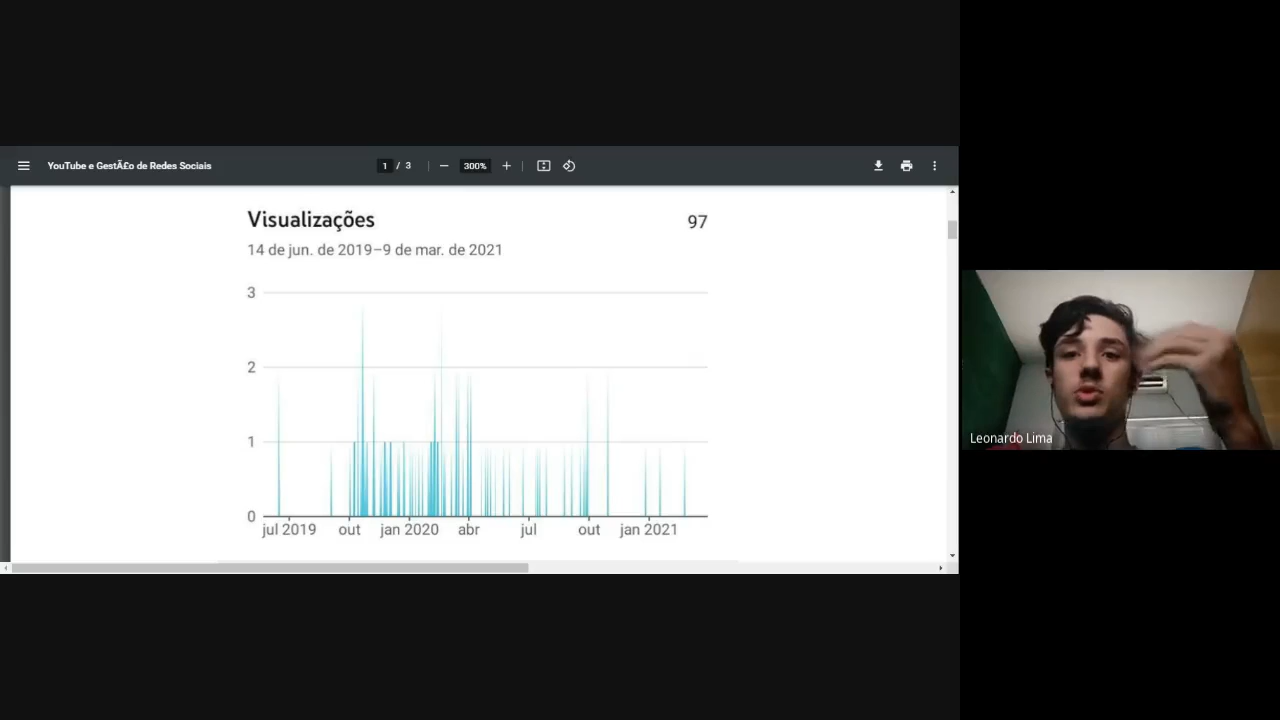 YouTube e GestÃ£o de Redes Sociais 1 / 3 300%
Visualizações 97
14 de jun. de 2019–9 de mar. de 2021
3
2
1
0
jul 2019 out jan 2020 abr jul out jan 2021
Leonardo Lima